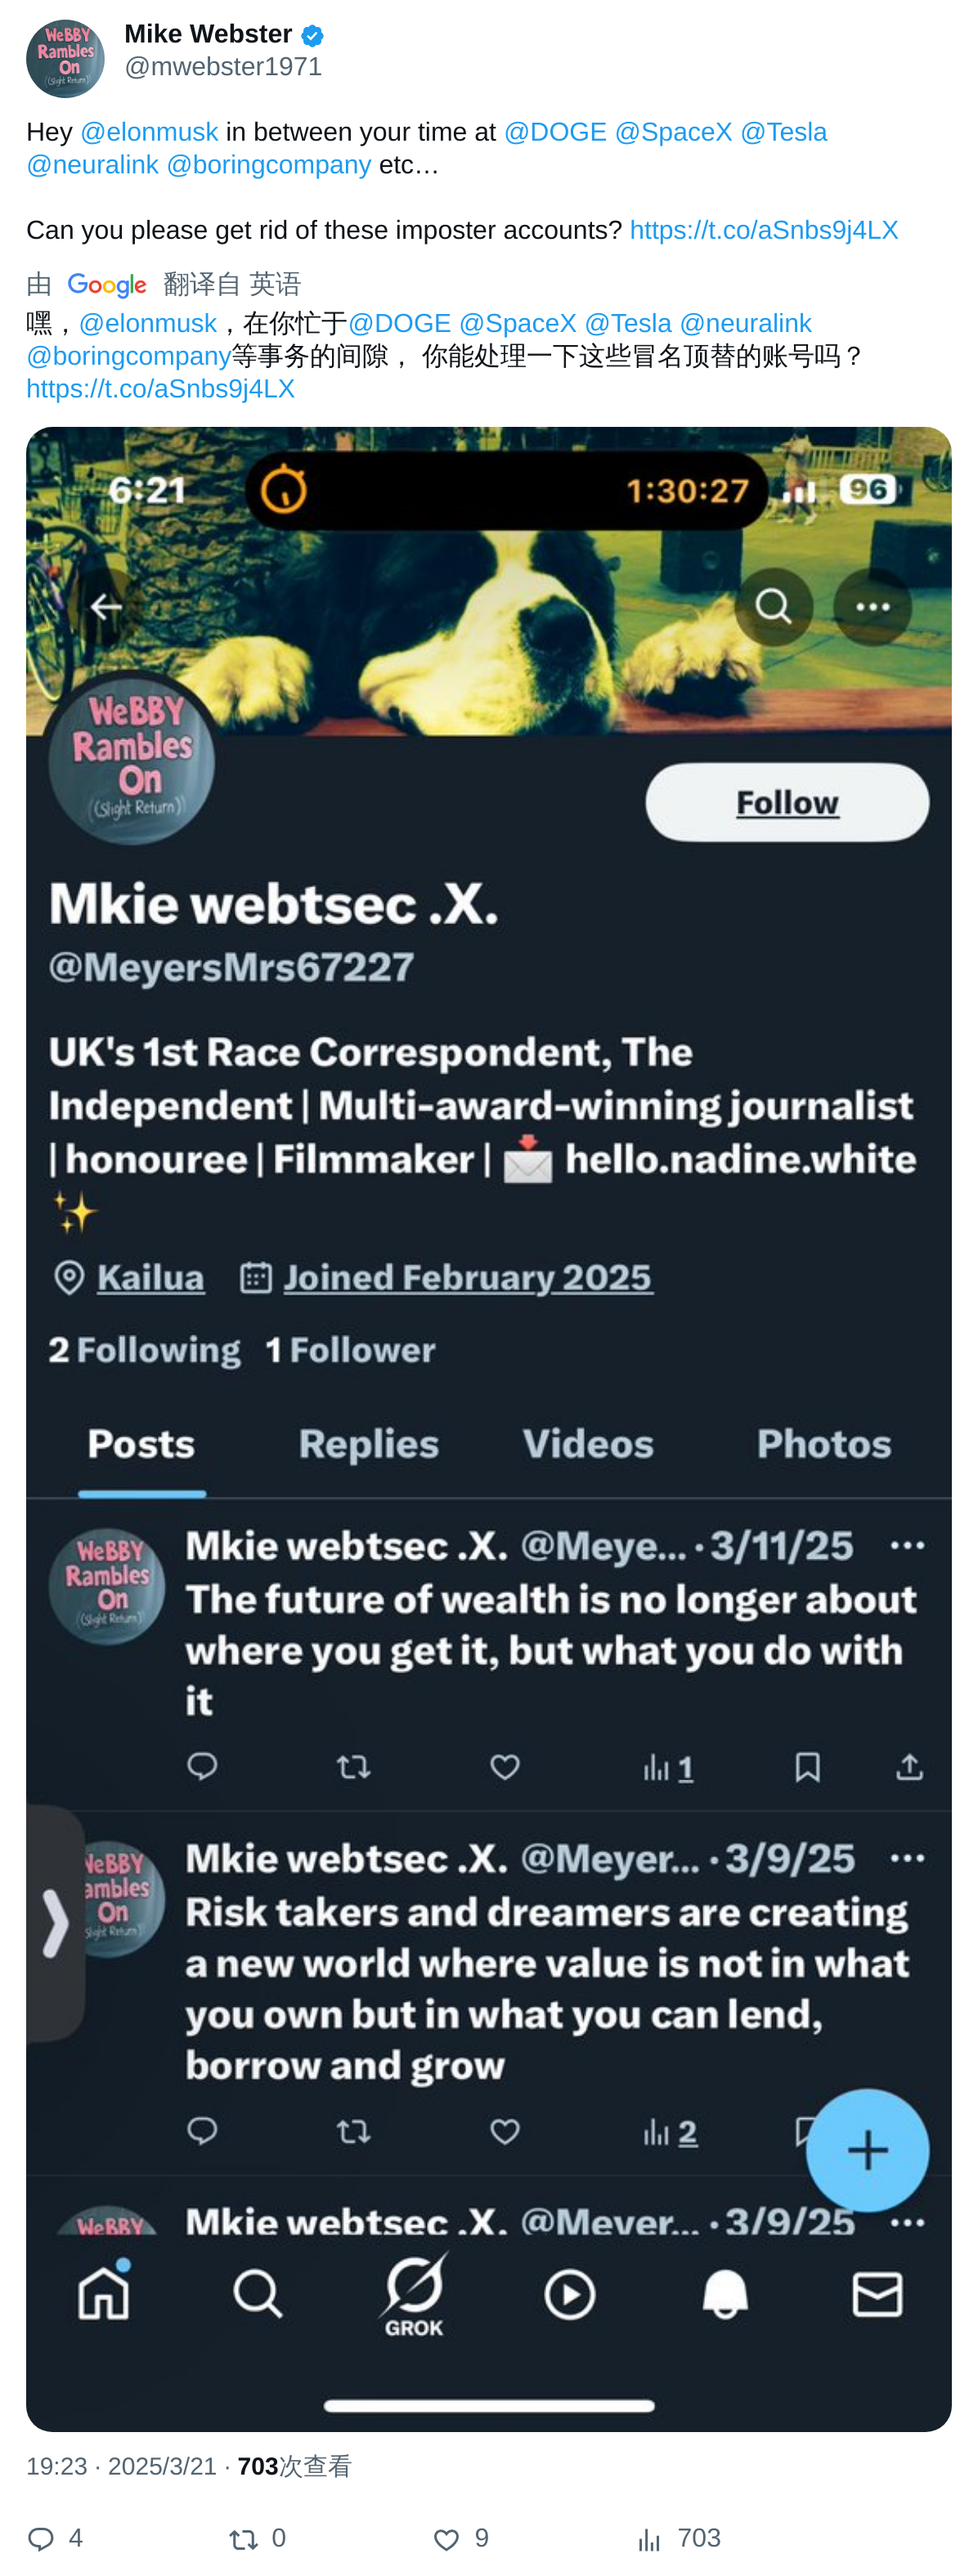 WeBBY
Rambles
On
(Slight Return)
Mike Webster
@mwebster1971
Hey @elonmusk in between your time at @DOGE @SpaceX @Tesla
@neuralink @boringcompany etc…
Can you please get rid of these imposter accounts? https://t.co/aSnbs9j4LX
由 Google 翻译自 英语
嘿，@elonmusk，在你忙于@DOGE @SpaceX @Tesla @neuralink
@boringcompany等事务的间隙， 你能处理一下这些冒名顶替的账号吗？
https://t.co/aSnbs9j4LX
6:21
1:30:27
96
WeBBY
Rambles
On
(Slight Return)
Follow
Mkie webtsec .X.
@MeyersMrs67227
UK's 1st Race Correspondent, The
Independent | Multi-award-winning journalist
| honouree | Filmmaker | 📩 hello.nadine.white
✨
Kailua Joined February 2025
2 Following 1 Follower
Posts Replies Videos Photos
WeBBY
Rambles
On
(Slight Return)
Mkie webtsec .X. @Meye... · 3/11/25
The future of wealth is no longer about
where you get it, but what you do with
it
1
WeBBY
ambles
On
Slight Return)
Mkie webtsec .X. @Meyer... · 3/9/25
Risk takers and dreamers are creating
a new world where value is not in what
you own but in what you can lend,
borrow and grow
2
WeBBY
Mkie webtsec .X. @Meyer... · 3/9/25
GROK
19:23 · 2025/3/21 · 703次查看
4 0 9 703